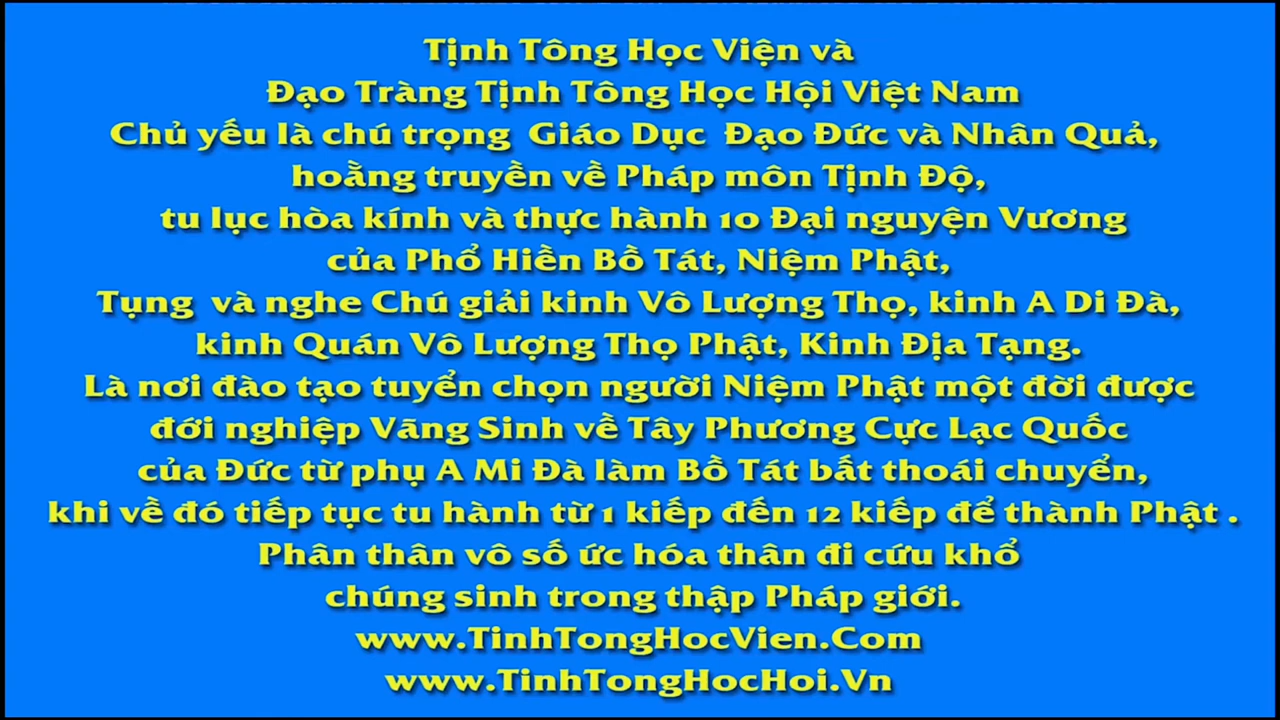 Tịnh Tông Học Viện và
Đạo Tràng Tịnh Tông Học Hội Việt Nam
Chủ yếu là chú trọng Giáo Dục Đạo Đức và Nhân Quả,
hoằng truyền về Pháp môn Tịnh Độ,
tu lục hòa kính và thực hành 10 Đại nguyện Vương
của Phổ Hiền Bồ Tát, Niệm Phật,
Tụng và nghe Chú giải kinh Vô Lượng Thọ, kinh A Di Đà,
kinh Quán Vô Lượng Thọ Phật, Kinh Địa Tạng.
Là nơi đào tạo tuyển chọn người Niệm Phật một đời được
đới nghiệp Vãng Sinh về Tây Phương Cực Lạc Quốc
của Đức từ phụ A Mi Đà làm Bồ Tát bất thoái chuyển,
khi về đó tiếp tục tu hành từ 1 kiếp đến 12 kiếp để thành Phật .
Phân thân vô số ức hóa thân đi cứu khổ
chúng sinh trong thập Pháp giới.
www.TinhTongHocVien.Com
www.TinhTongHocHoi.Vn